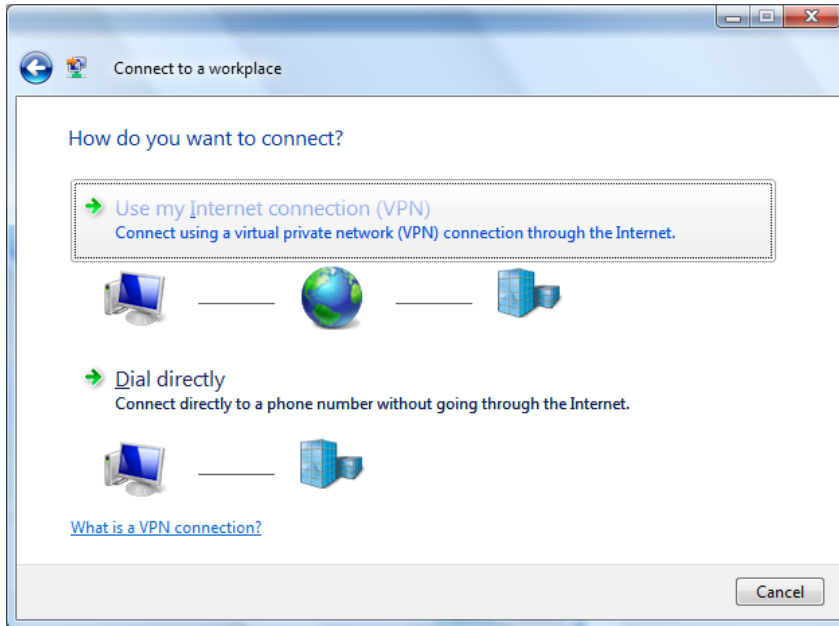 Connect to a workplace
How do you want to connect?
Use my Internet connection (VPN)
Connect using a virtual private network (VPN) connection through the Internet.
Dial directly
Connect directly to a phone number without going through the Internet.
What is a VPN connection?
Cancel